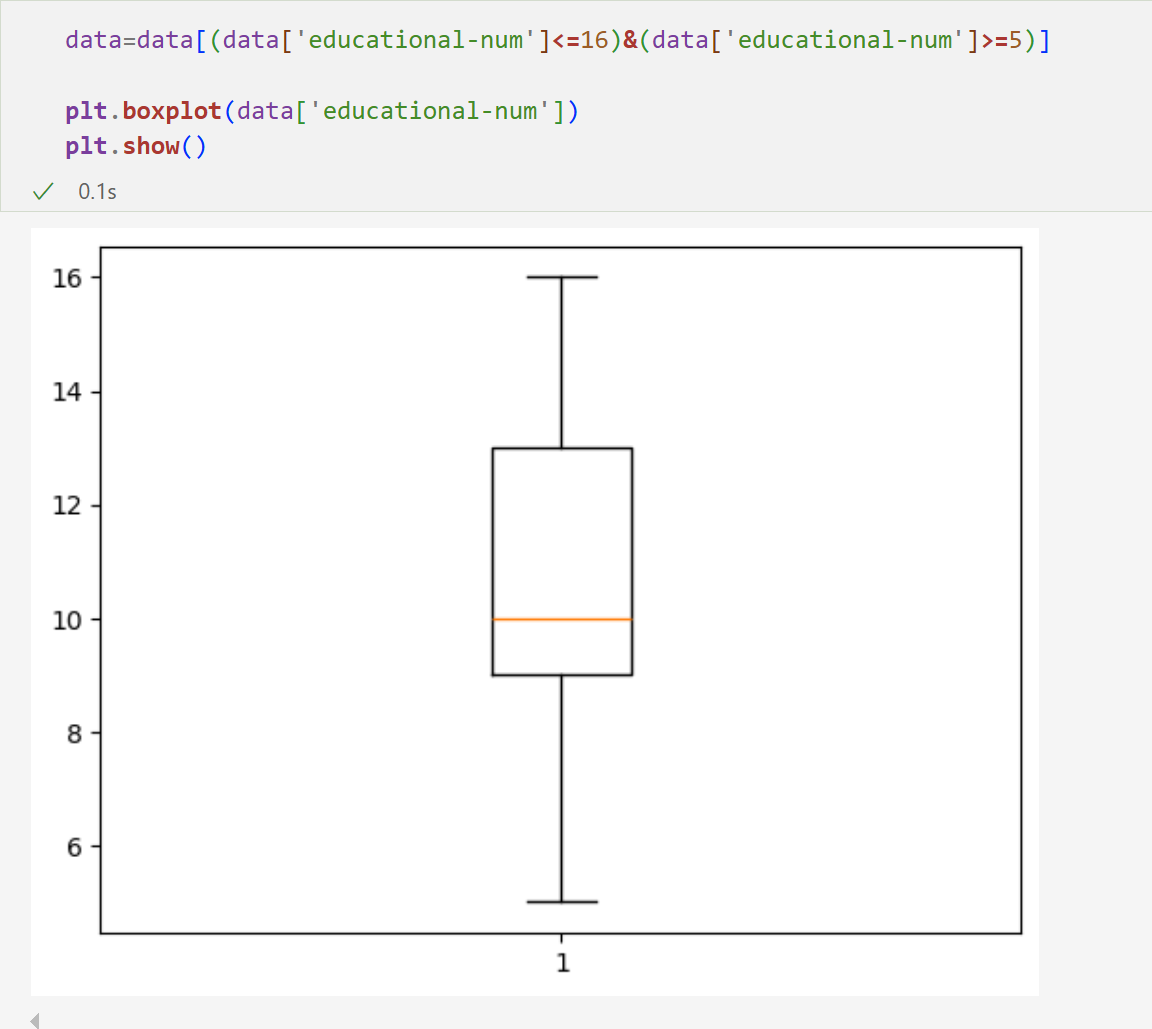 data=data[(data['educational-num']<=16)&(data['educational-num']>=5)]
plt.boxplot(data['educational-num'])
plt.show()
0.1s
16
14
12
10
8
6
1